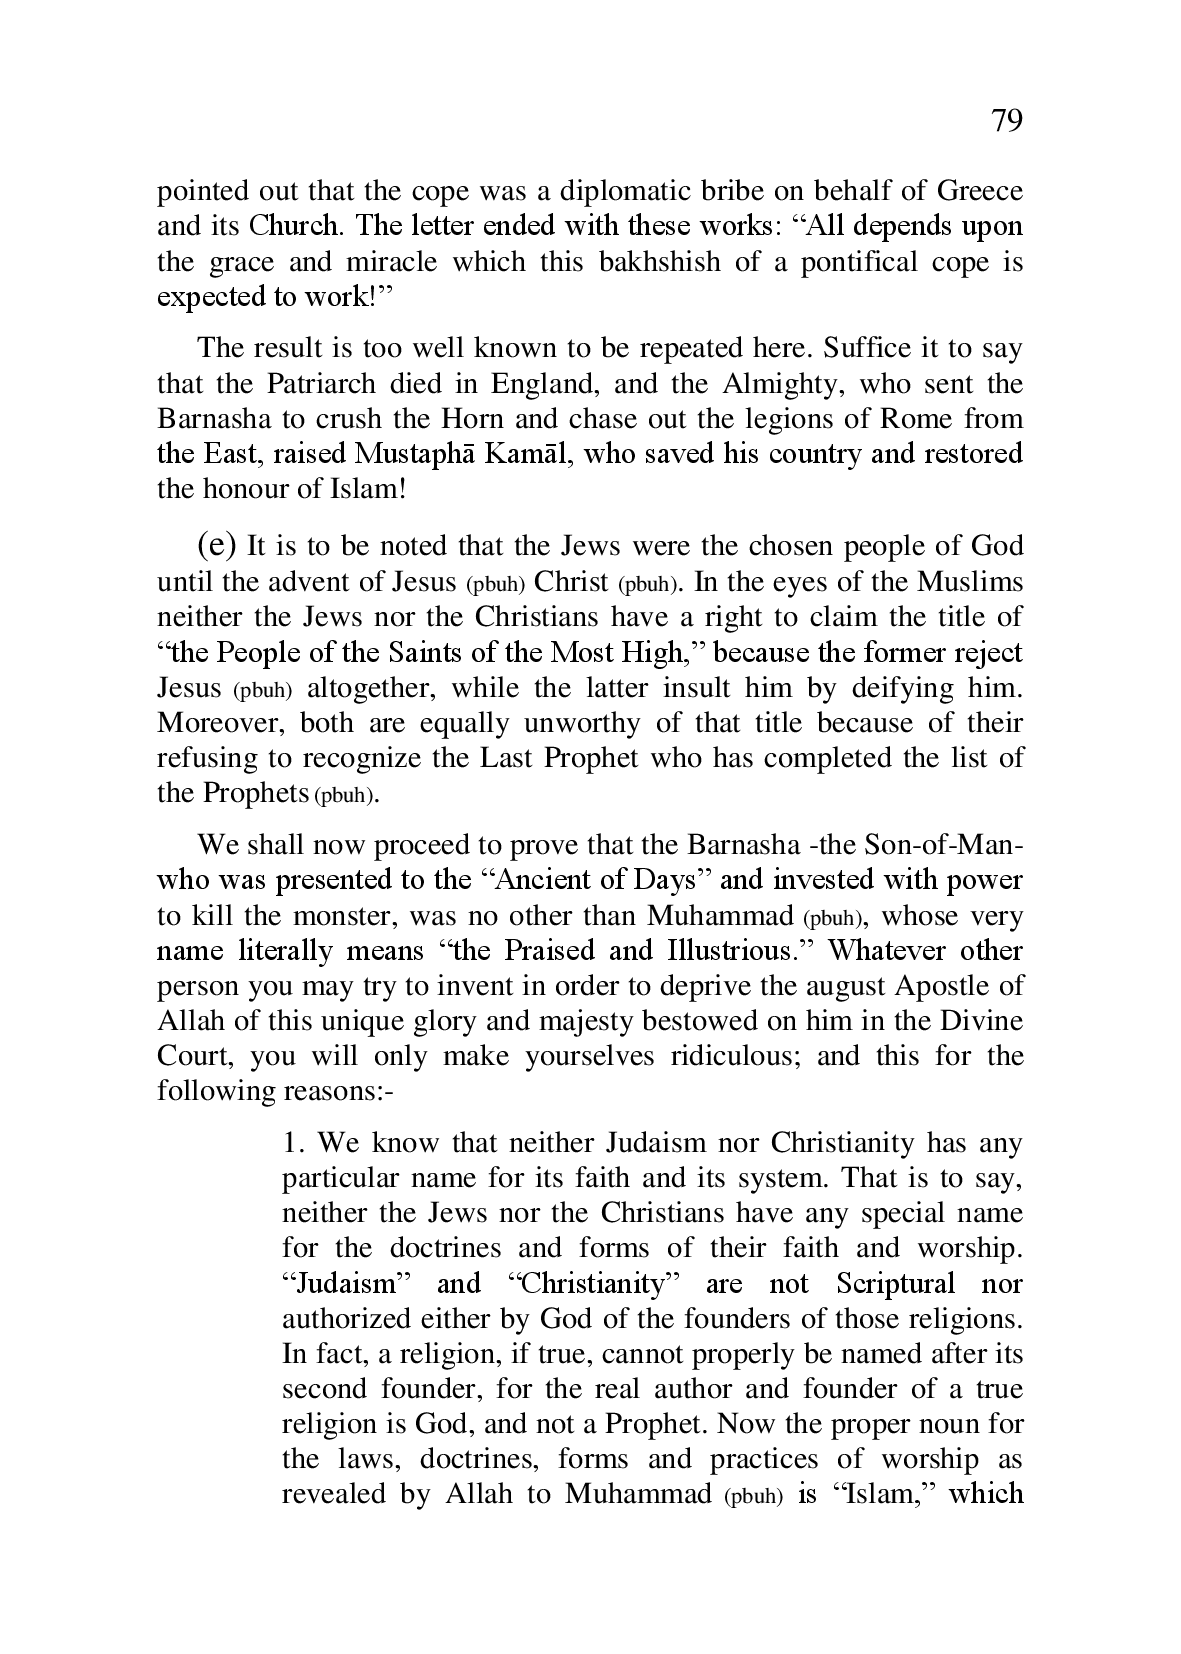 79
pointed out that the cope was a diplomatic bribe on behalf of Greece
and its Church. The letter ended with these works: “All depends upon
the grace and miracle which this bakhshish of a pontifical cope is
expected to work!”
The result is too well known to be repeated here. Suffice it to say
that the Patriarch died in England, and the Almighty, who sent the
Barnasha to crush the Horn and chase out the legions of Rome from
the East, raised Mustaphā Kamāl, who saved his country and restored
the honour of Islam!
(e) It is to be noted that the Jews were the chosen people of God
until the advent of Jesus (pbuh) Christ (pbuh). In the eyes of the Muslims
neither the Jews nor the Christians have a right to claim the title of
“the People of the Saints of the Most High,” because the former reject
Jesus (pbuh) altogether, while the latter insult him by deifying him.
Moreover, both are equally unworthy of that title because of their
refusing to recognize the Last Prophet who has completed the list of
the Prophets (pbuh).
We shall now proceed to prove that the Barnasha -the Son-of-Man-
who was presented to the “Ancient of Days” and invested with power
to kill the monster, was no other than Muhammad (pbuh), whose very
name literally means “the Praised and Illustrious.” Whatever other
person you may try to invent in order to deprive the august Apostle of
Allah of this unique glory and majesty bestowed on him in the Divine
Court, you will only make yourselves ridiculous; and this for the
following reasons:-
1. We know that neither Judaism nor Christianity has any
particular name for its faith and its system. That is to say,
neither the Jews nor the Christians have any special name
for the doctrines and forms of their faith and worship.
“Judaism” and “Christianity” are not Scriptural nor
authorized either by God of the founders of those religions.
In fact, a religion, if true, cannot properly be named after its
second founder, for the real author and founder of a true
religion is God, and not a Prophet. Now the proper noun for
the laws, doctrines, forms and practices of worship as
revealed by Allah to Muhammad (pbuh) is “Islam,” which